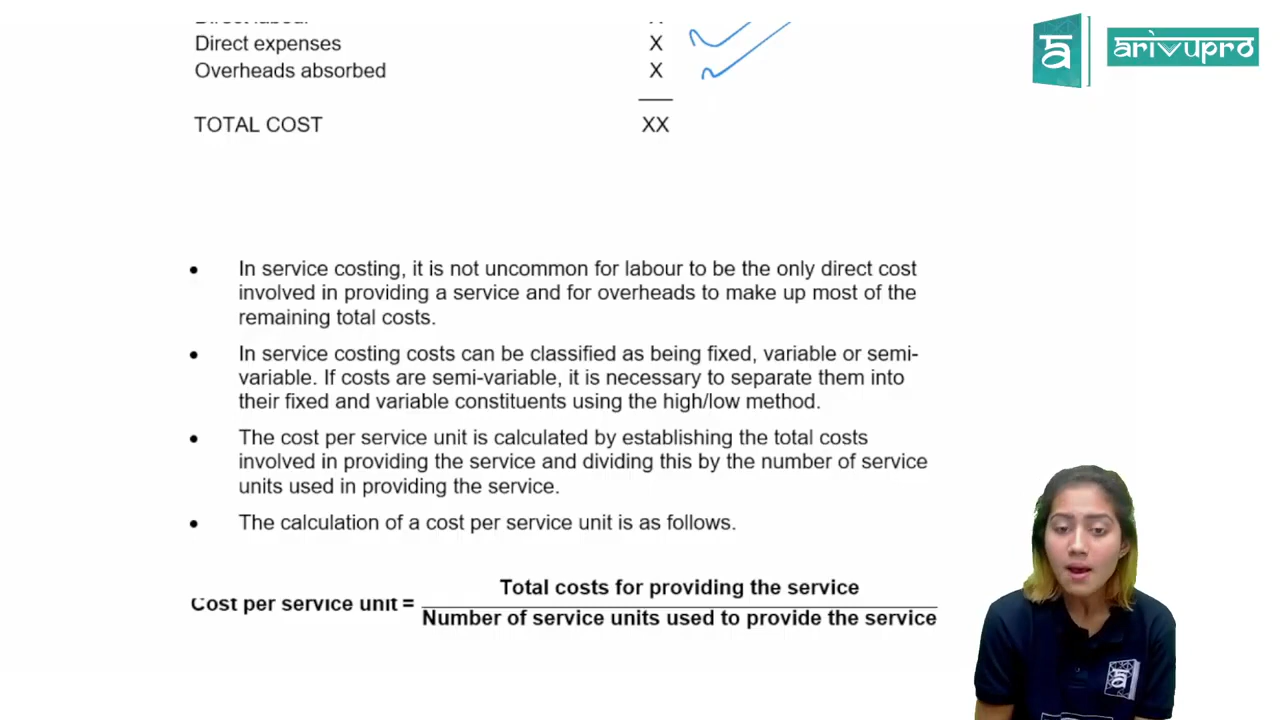 Direct labour X
Direct expenses X
Overheads absorbed X
TOTAL COST XX
• In service costing, it is not uncommon for labour to be the only direct cost
involved in providing a service and for overheads to make up most of the
remaining total costs.
• In service costing costs can be classified as being fixed, variable or semi-
variable. If costs are semi-variable, it is necessary to separate them into
their fixed and variable constituents using the high/low method.
• The cost per service unit is calculated by establishing the total costs
involved in providing the service and dividing this by the number of service
units used in providing the service.
• The calculation of a cost per service unit is as follows.
Total costs for providing the service
Cost per service unit =
Number of service units used to provide the service
arivupro